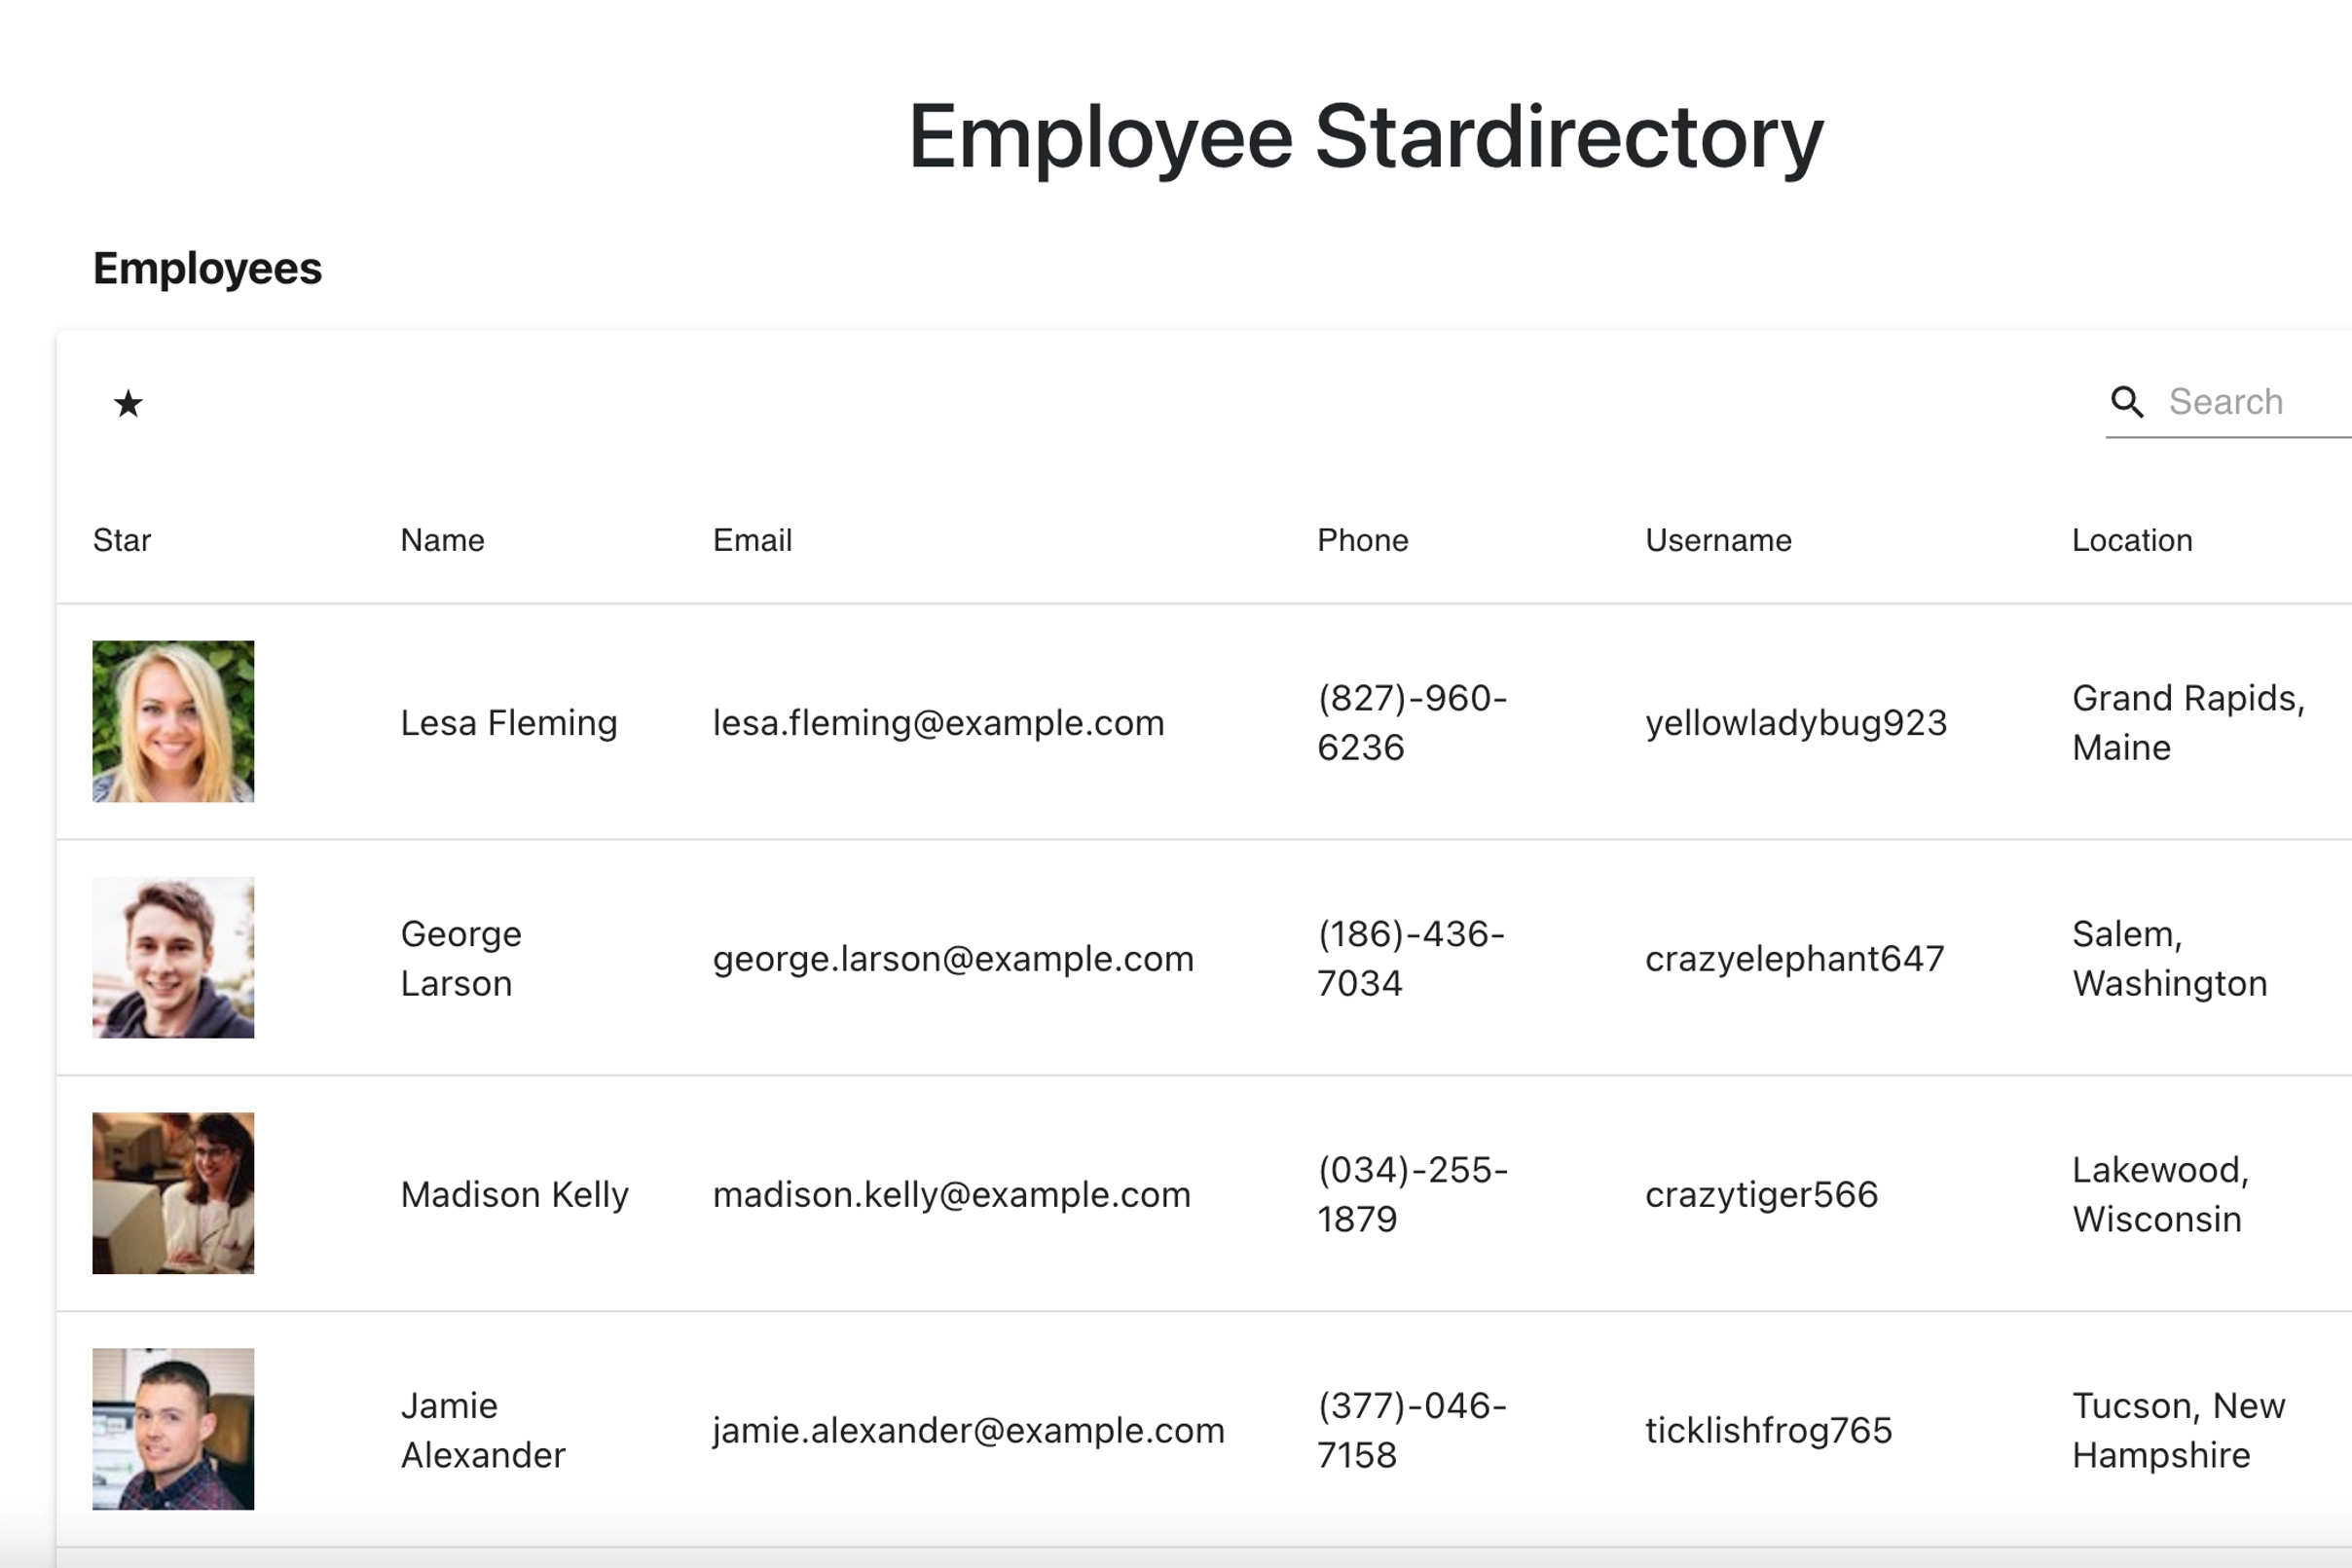 Employee Stardirectory
Employees
★
Search
Star Name Email Phone Username Location
Lesa Fleming lesa.fleming@example.com (827)-960-
6236 yellowladybug923 Grand Rapids,
Maine
George
Larson george.larson@example.com (186)-436-
7034 crazyelephant647 Salem,
Washington
Madison Kelly madison.kelly@example.com (034)-255-
1879 crazytiger566 Lakewood,
Wisconsin
Jamie
Alexander jamie.alexander@example.com (377)-046-
7158 ticklishfrog765 Tucson, New
Hampshire